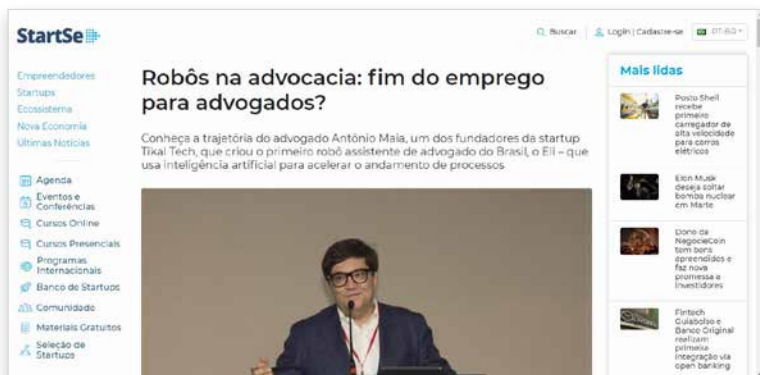 StartSe
Buscar
Login | Cadastre-se
PT-BR
Empreendedores
Startups
Ecossistema
Nova Economia
Últimas Notícias
Agenda
Eventos e
Conferências
Cursos Online
Cursos Presenciais
Programas
Internacionais
Banco de Startups
Comunidade
Materiais Gratuitos
Seleção de
Startups
Robôs na advocacia: fim do emprego
para advogados?
Conheça a trajetória do advogado Antônio Maia, um dos fundadores da startup
Tikal Tech, que criou o primeiro robô assistente de advogado do Brasil, o Eli – que
usa inteligência artificial para acelerar o andamento de processos
Mais lidas
Posto Shell
recebe
primeiro
carregador de
alta velocidade
para carros
elétricos
Elon Musk
deseja soltar
bomba nuclear
em Marte
Dono da
NegocieCoin
tem bens
apreendidos e
faz nova
promessa a
investidores
Fintech
Guiabolso e
Banco Original
realizam
primeira
integração via
open banking